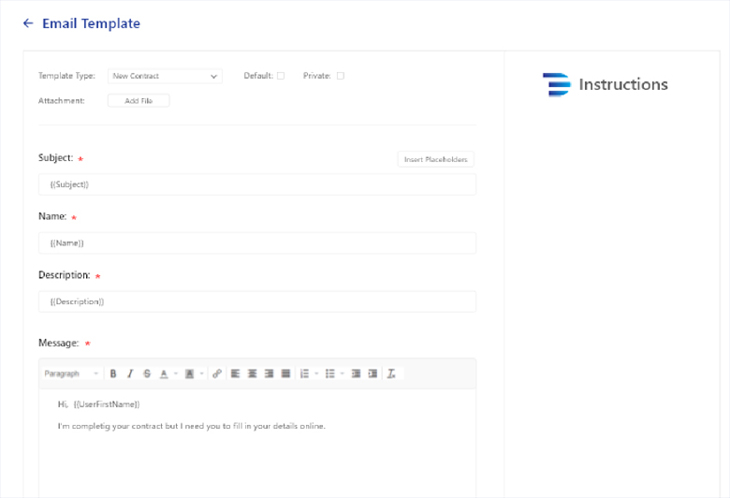 Email Template
Template Type: New Contract Default: Private:
Attachment: Add File
Instructions
Subject: * Insert Placeholders
{{Subject}}
Name: *
{{Name}}
Description: *
{{Description}}
Message: *
Paragraph B I S A A
Hi, {{UserFirstName}}
I'm completig your contract but I need you to fill in your details online.